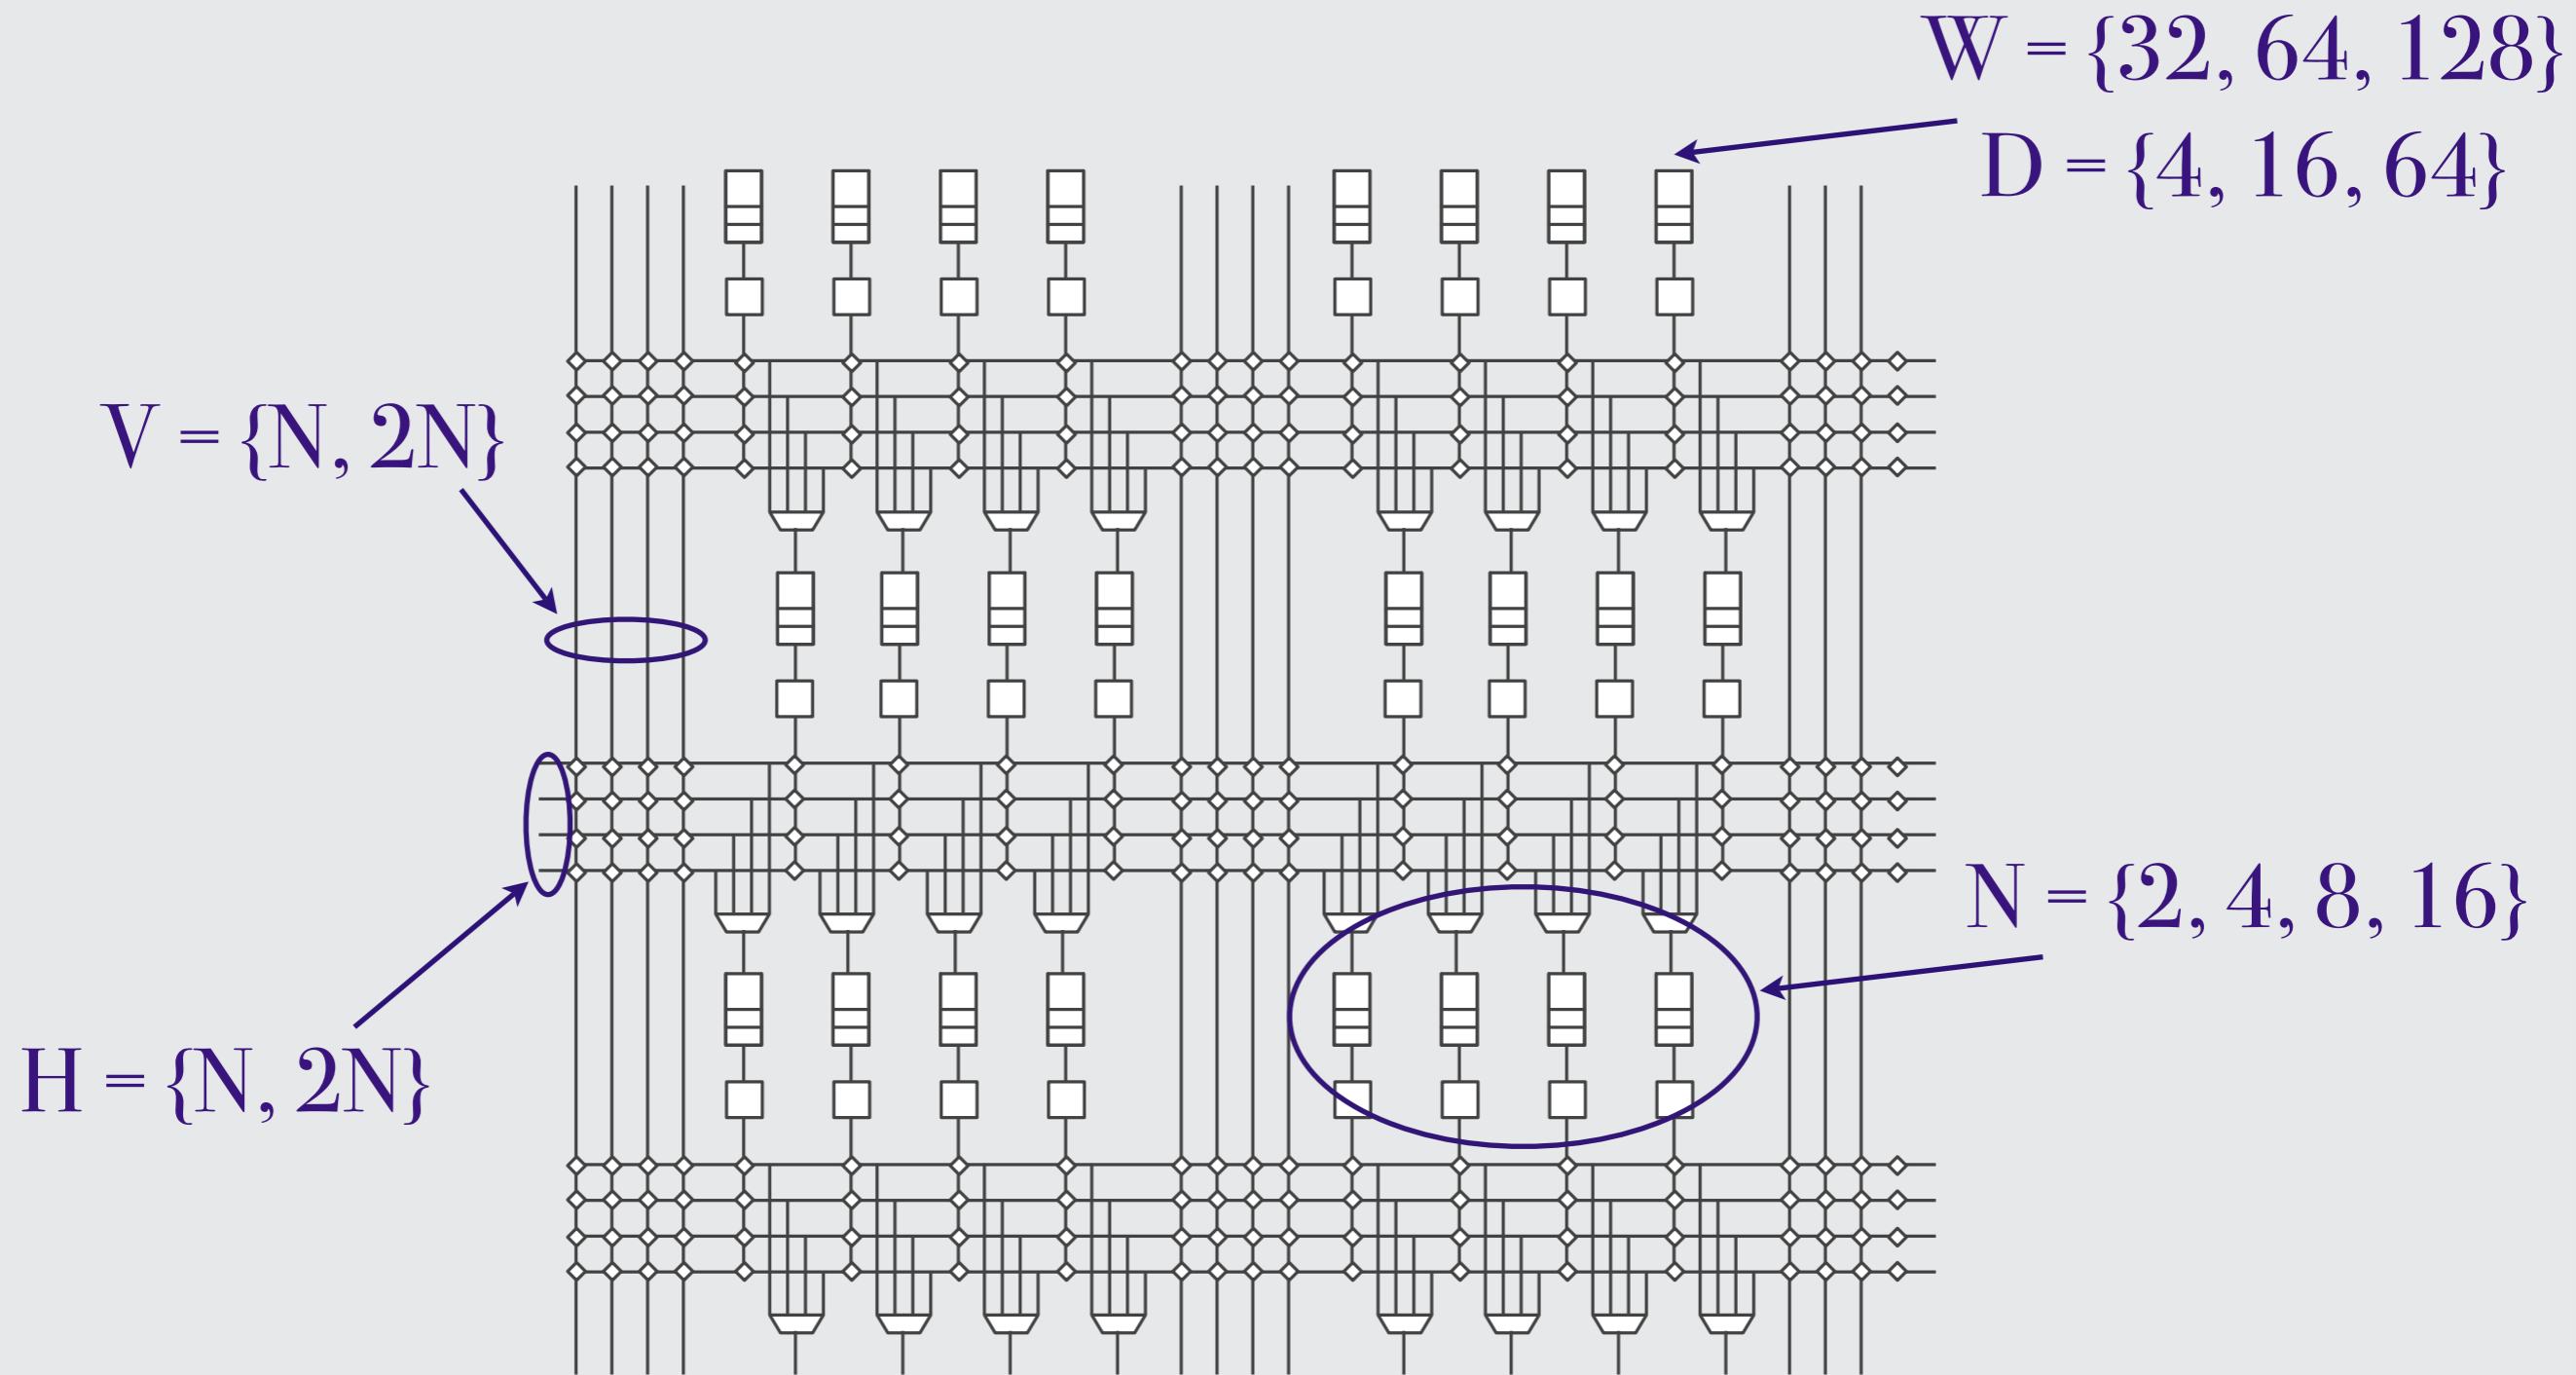 W = {32, 64, 128}
D = {4, 16, 64}
V = {N, 2N}
N = {2, 4, 8, 16}
H = {N, 2N}